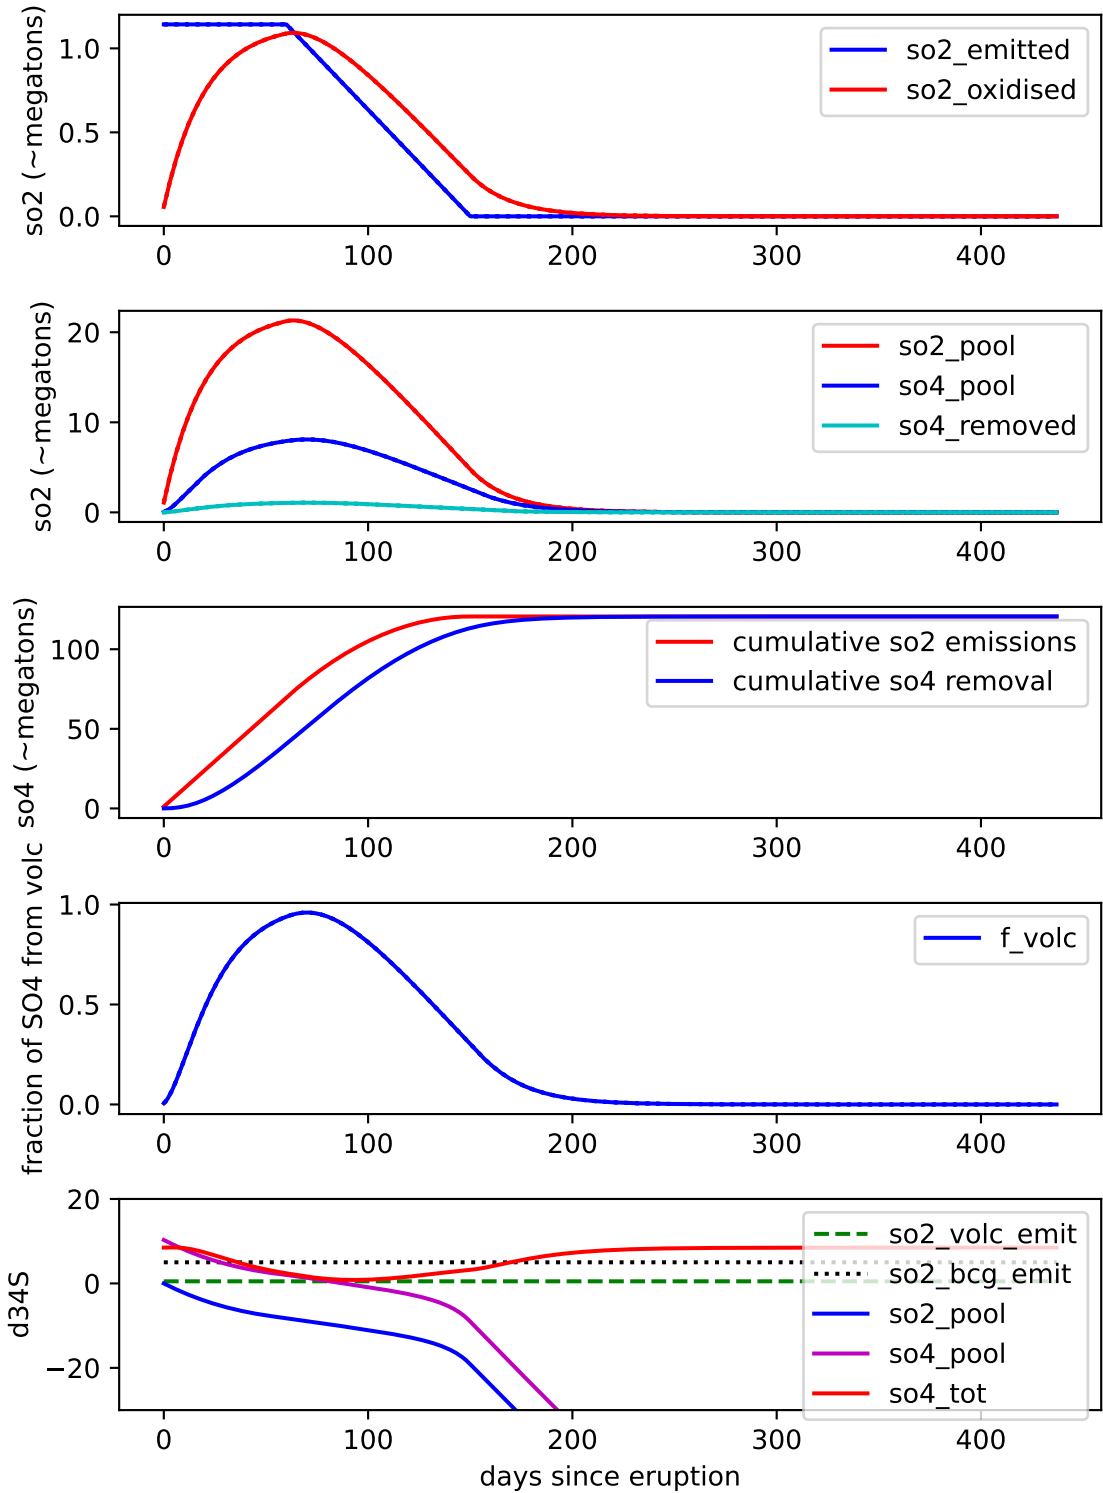 so2 (~megatons)
1.0
0.5
0.0
so2_emitted
so2_oxidised
0 100 200 300 400
so2 (~megatons)
20
10
0
so2_pool
so4_pool
so4_removed
0 100 200 300 400
so4 (~megatons)
100
50
0
cumulative so2 emissions
cumulative so4 removal
0 100 200 300 400
fraction of SO4 from volc
1.0
0.5
0.0
f_volc
0 100 200 300 400
d34S
20
0
−20
so2_volc_emit
so2_bcg_emit
so2_pool
so4_pool
so4_tot
0 100 200 300 400
days since eruption